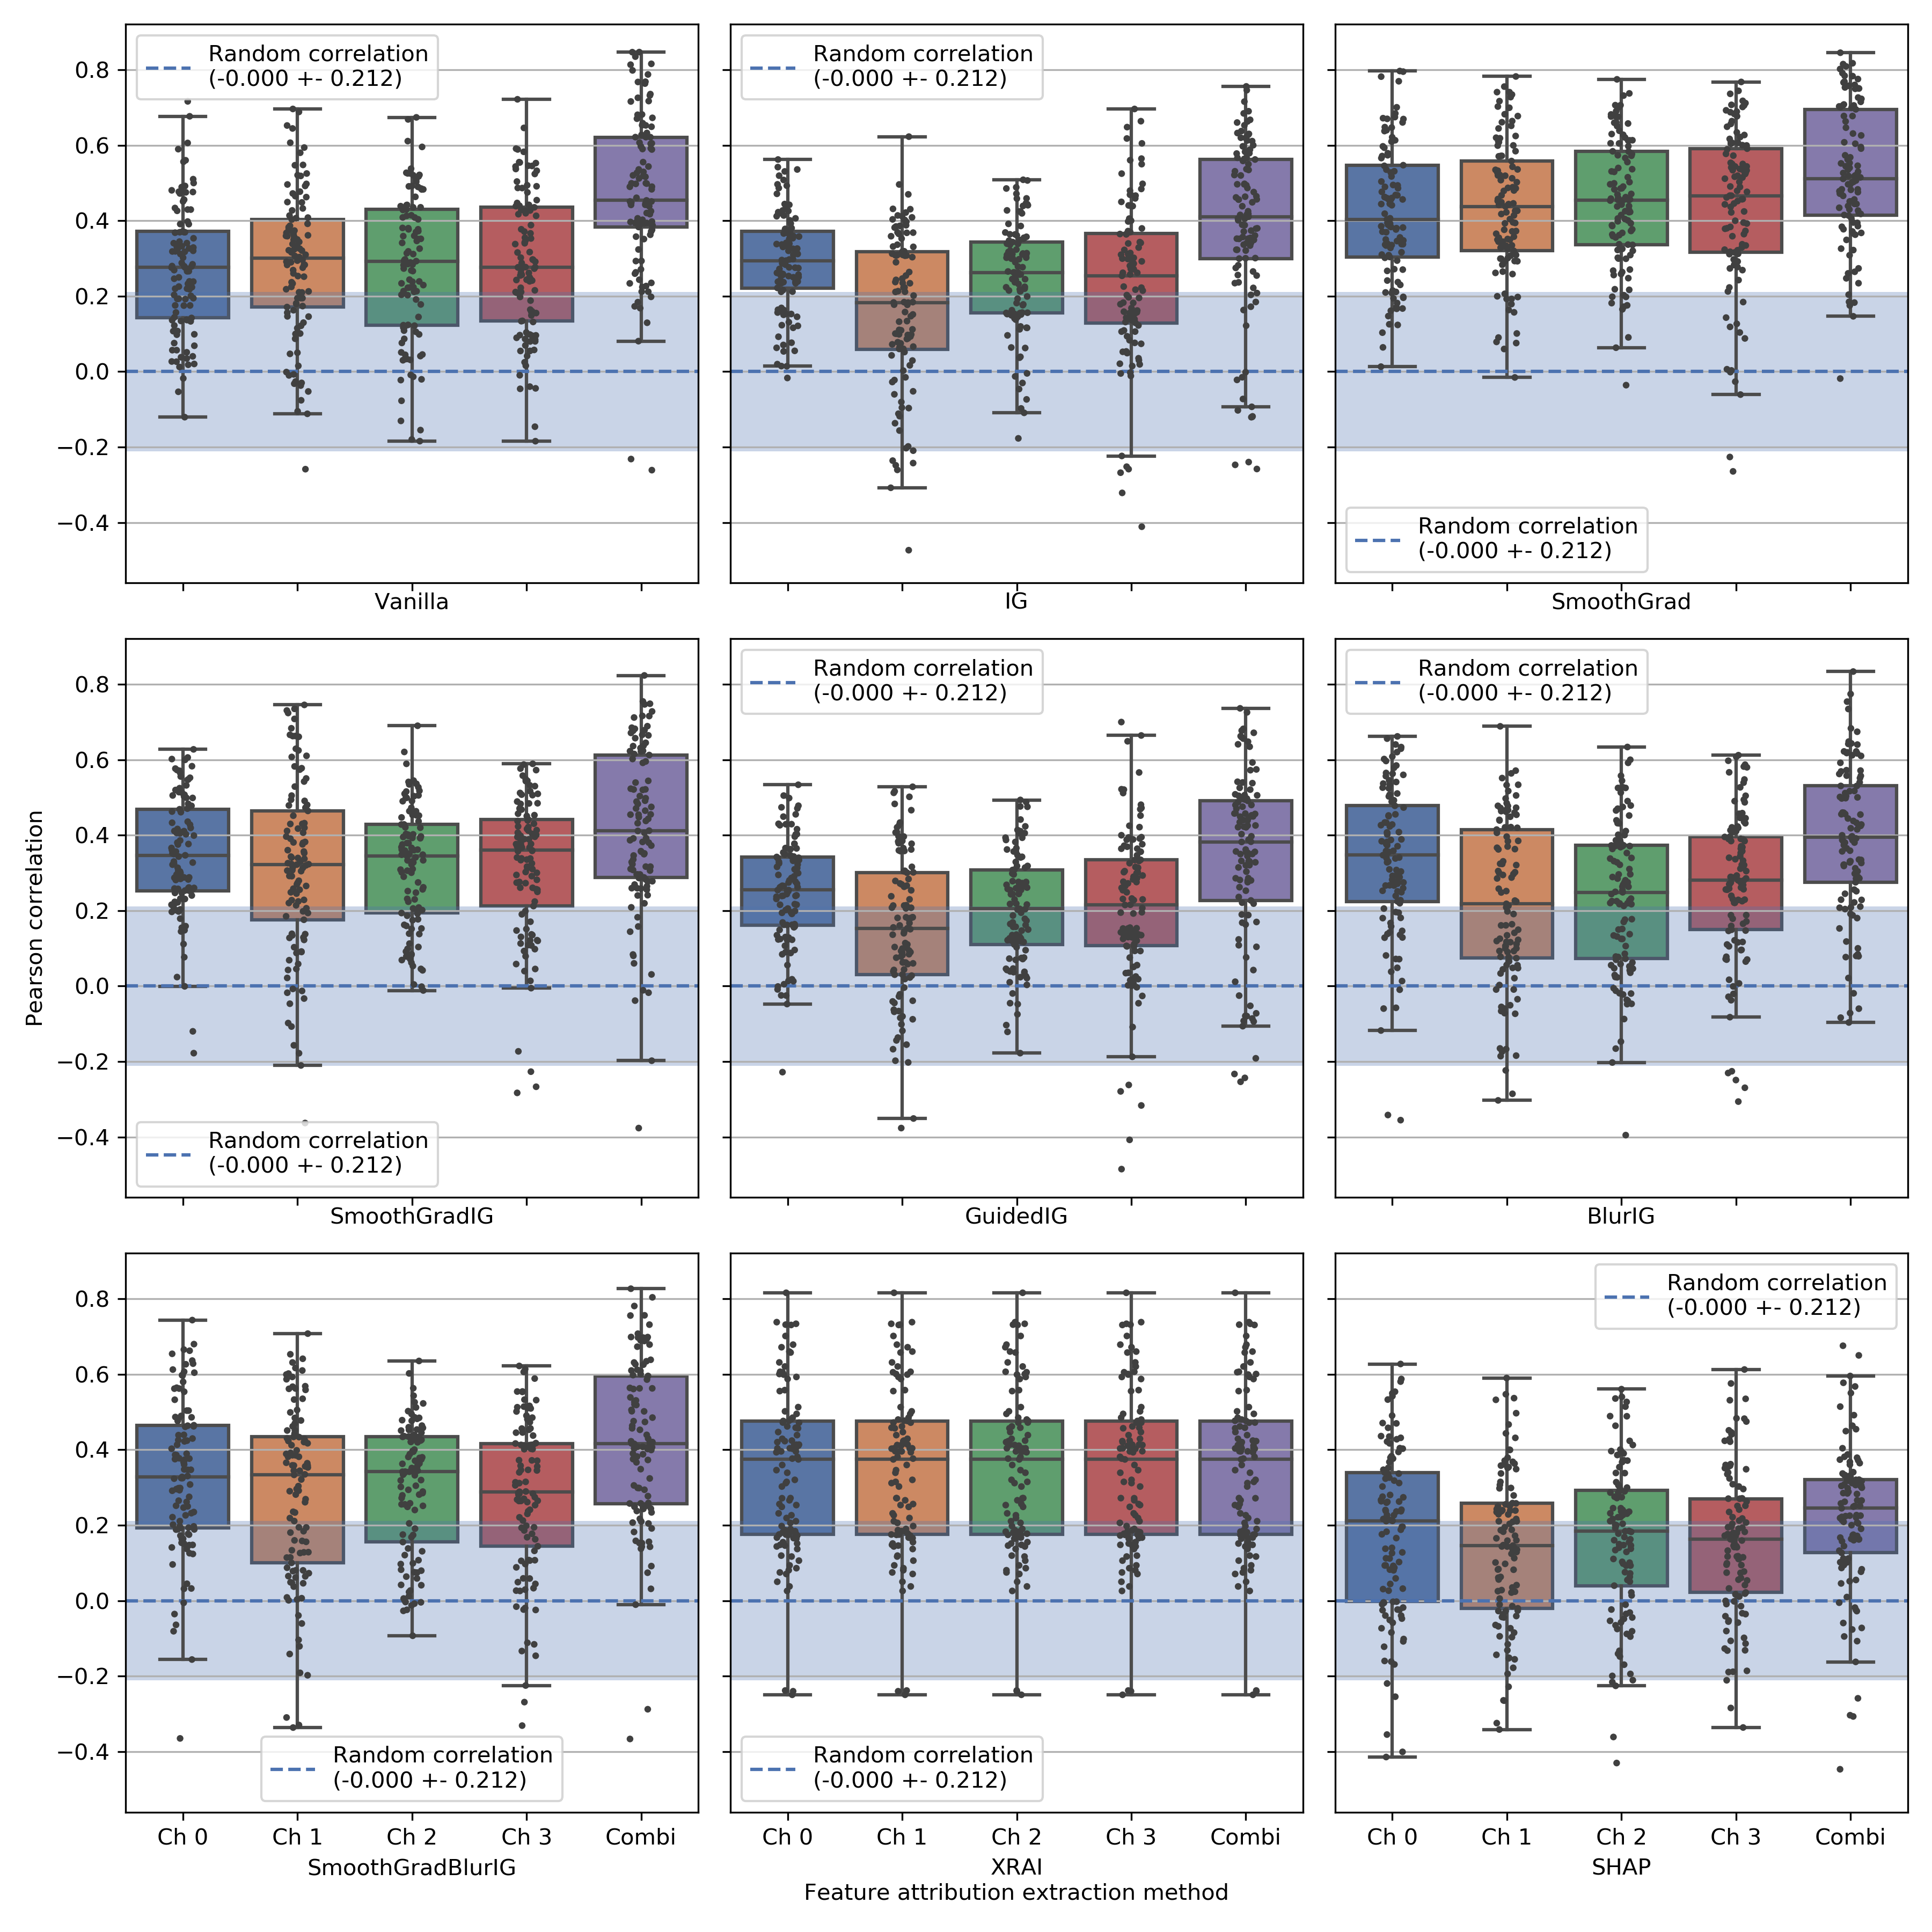 Random correlation
(-0.000 +- 0.212)
Random correlation
(-0.000 +- 0.212)
0.8
0.6
0.4
0.2
0.0
−0.2
−0.4
Random correlation
(-0.000 +- 0.212)
Vanilla
IG
SmoothGrad
Pearson correlation
Random correlation
(-0.000 +- 0.212)
Random correlation
(-0.000 +- 0.212)
0.8
0.6
0.4
0.2
0.0
−0.2
−0.4
Random correlation
(-0.000 +- 0.212)
SmoothGradIG
GuidedIG
BlurIG
Random correlation
(-0.000 +- 0.212)
0.8
0.6
0.4
0.2
0.0
−0.2
−0.4
Random correlation
(-0.000 +- 0.212)
Random correlation
(-0.000 +- 0.212)
Ch 0 Ch 1 Ch 2 Ch 3 Combi
Ch 0 Ch 1 Ch 2 Ch 3 Combi
Ch 0 Ch 1 Ch 2 Ch 3 Combi
SmoothGradBlurIG
XRAI
SHAP
Feature attribution extraction method